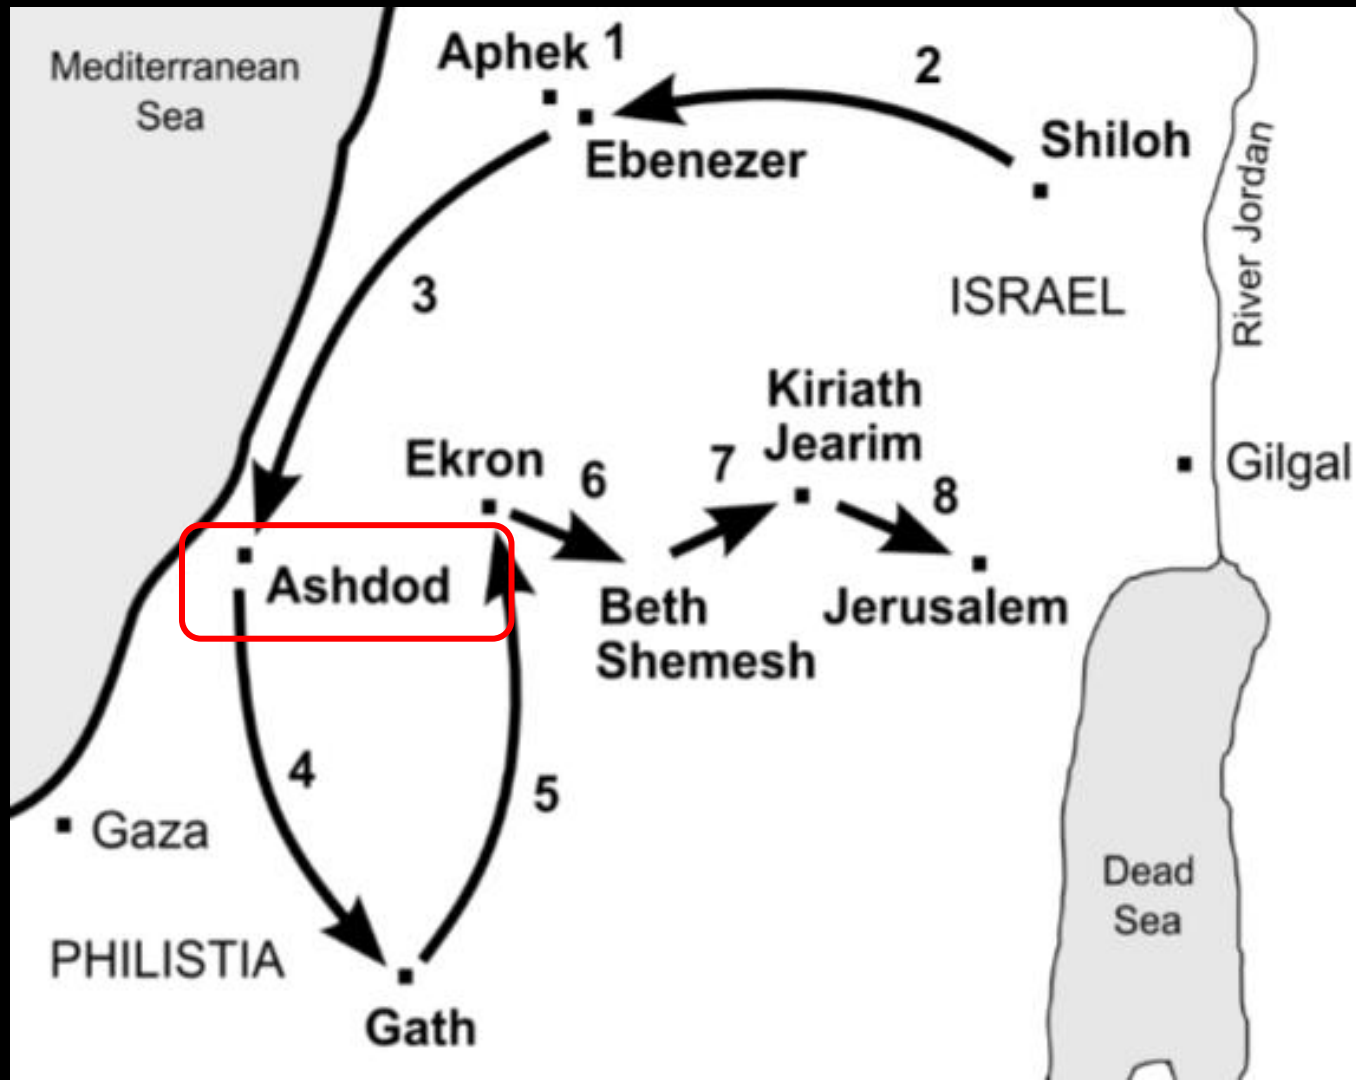 Mediterranean
Sea
Aphek 1
2
Ebenezer
Shiloh
River Jordan
3
ISRAEL
Kiriath
Jearim
Ekron
6
7
8
Gilgal
Ashdod
Beth
Shemesh
Jerusalem
4
5
Gaza
Dead
Sea
PHILISTIA
Gath